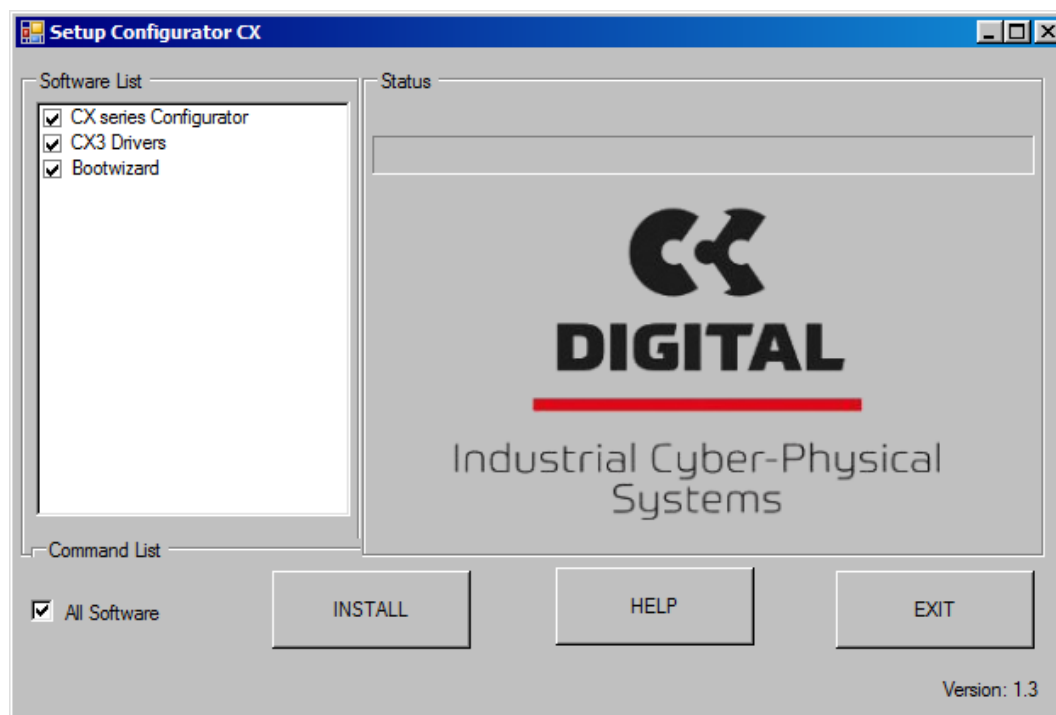 Setup Configurator CX
Software List
CX series Configurator
CX3 Drivers
Bootwizard
Status
DIGITAL
Industrial Cyber-Physical
Systems
Command List
All Software
INSTALL
HELP
EXIT
Version: 1.3